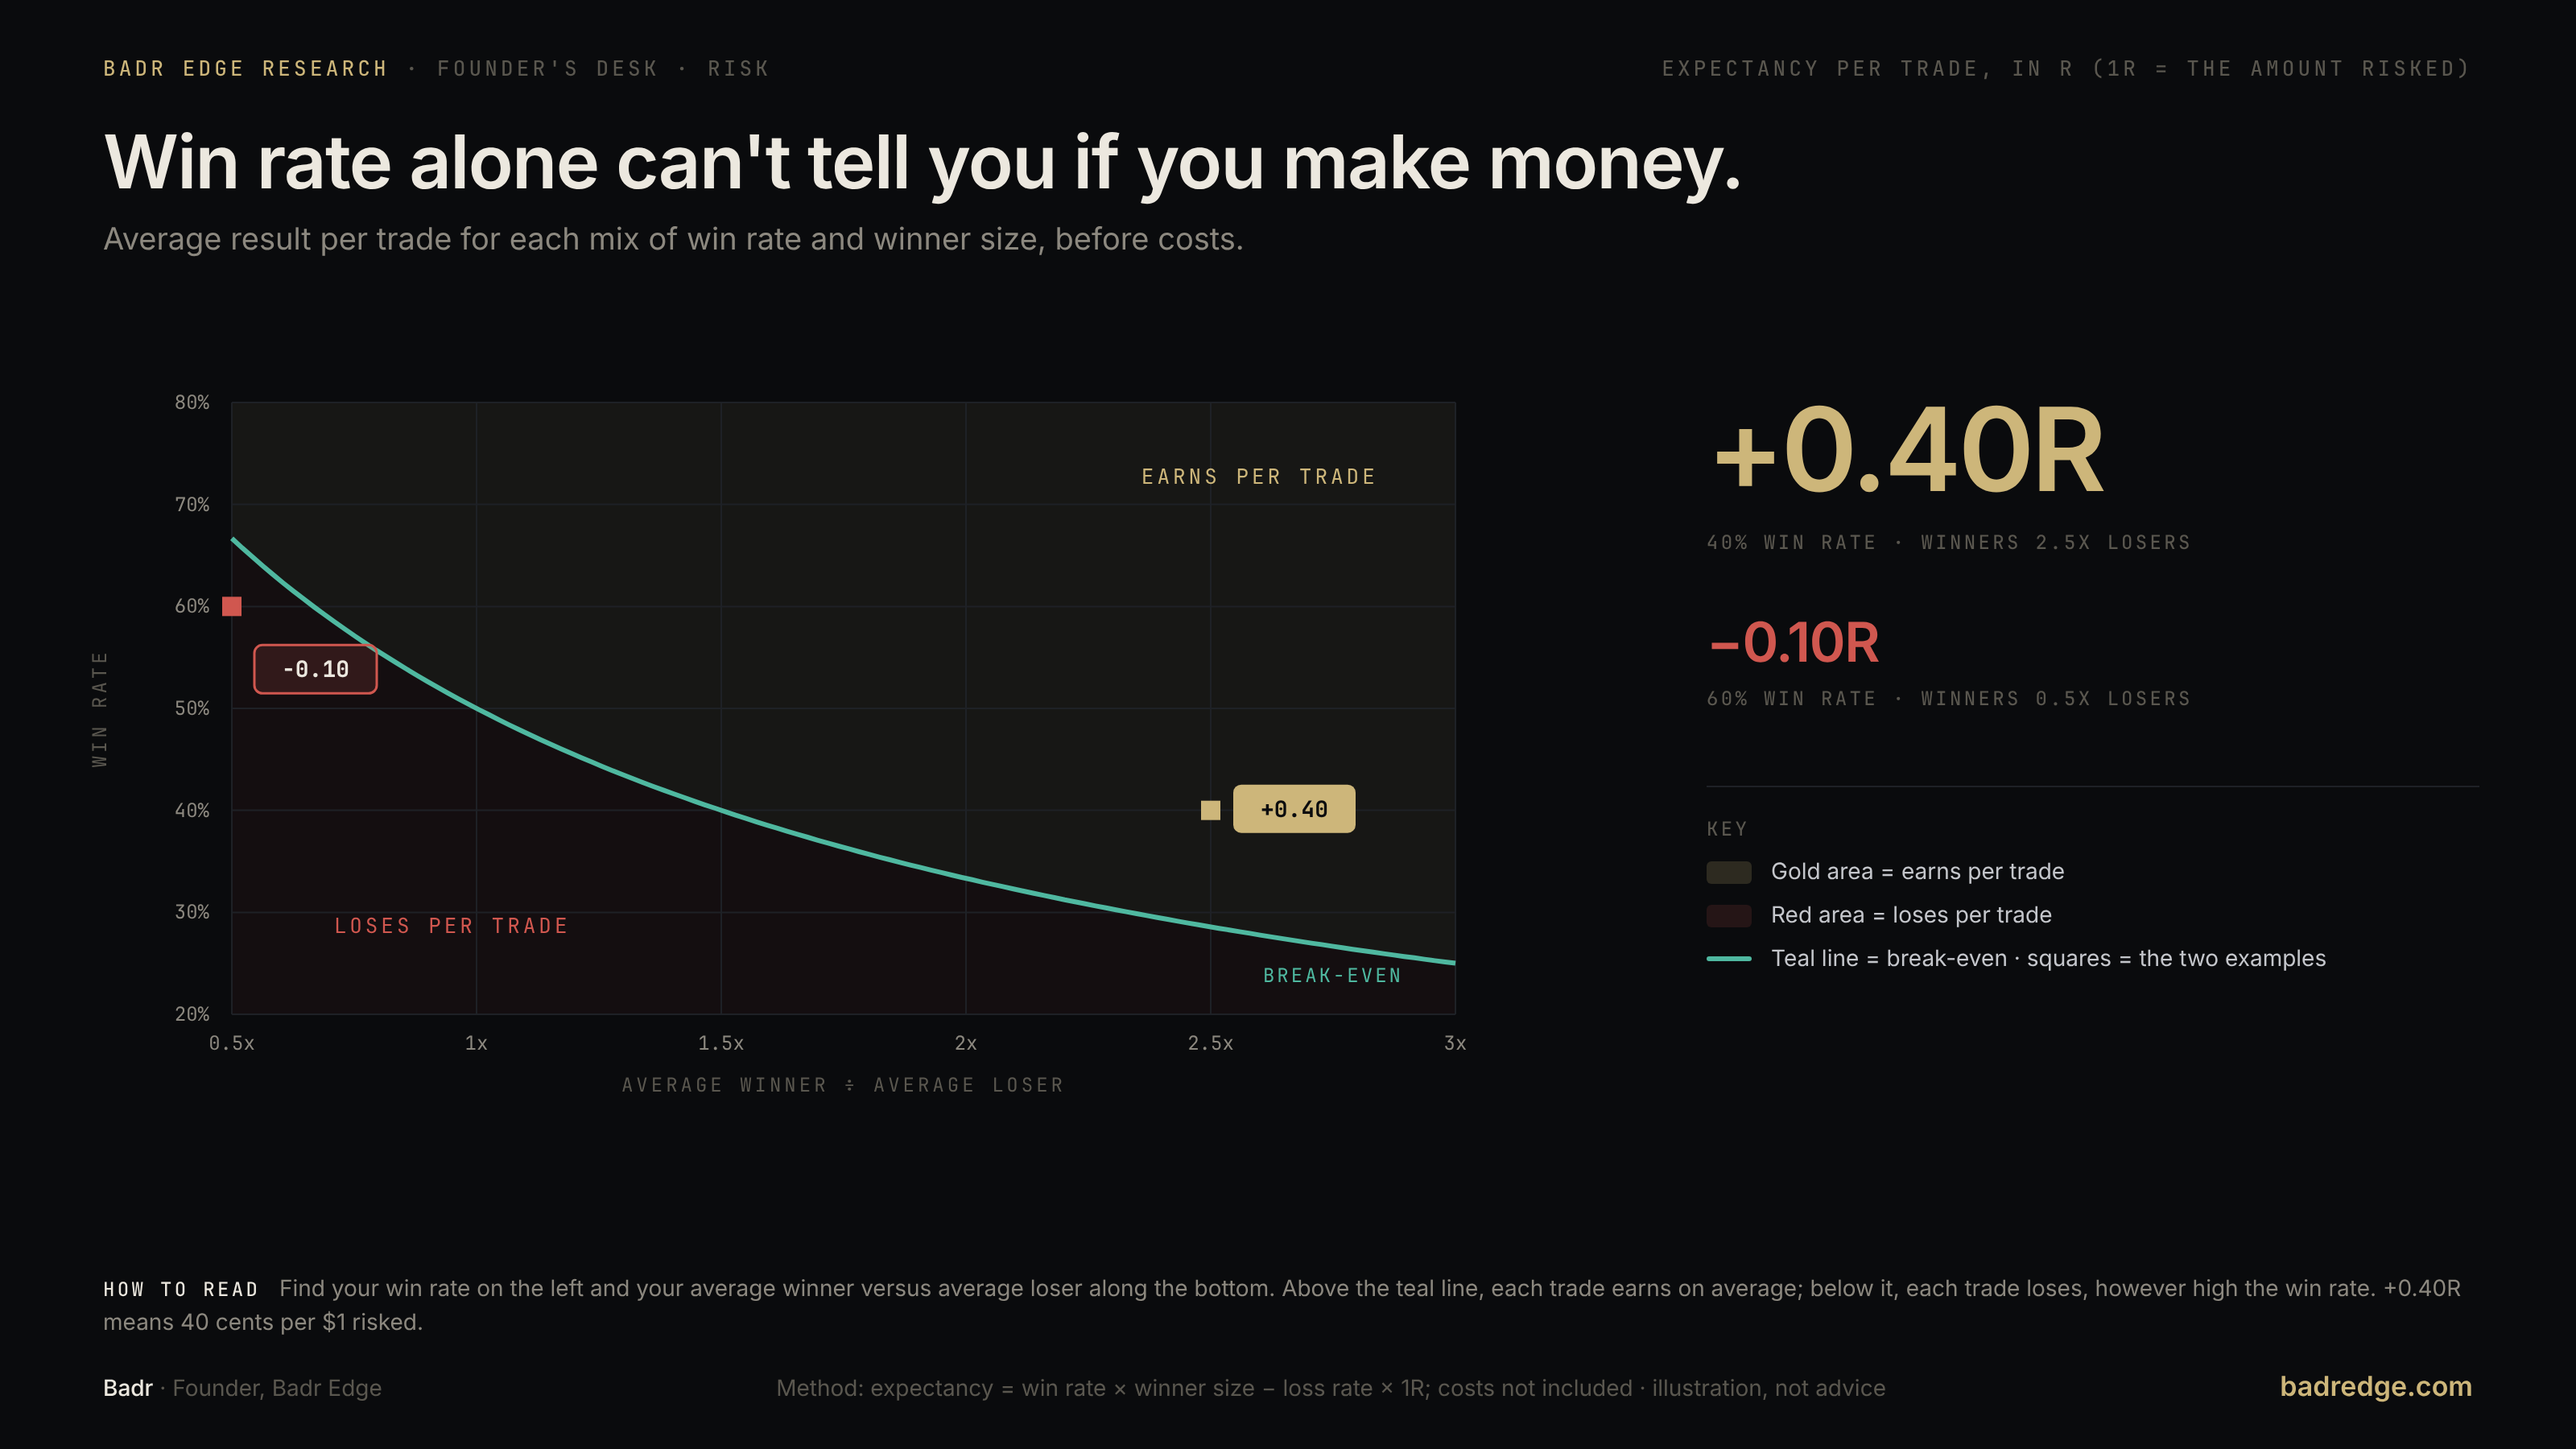 BADR EDGE RESEARCH · FOUNDER'S DESK · RISK
EXPECTANCY PER TRADE, IN R (1R = THE AMOUNT RISKED)
Win rate alone can't tell you if you make money.
Average result per trade for each mix of win rate and winner size, before costs.
80%
70%
60%
50%
40%
30%
20%
WIN RATE
EARNS PER TRADE
-0.10
+0.40
LOSES PER TRADE
BREAK-EVEN
0.5x
1x
1.5x
2x
2.5x
3x
AVERAGE WINNER ÷ AVERAGE LOSER
+0.40R
40% WIN RATE · WINNERS 2.5X LOSERS
−0.10R
60% WIN RATE · WINNERS 0.5X LOSERS
KEY
Gold area = earns per trade
Red area = loses per trade
Teal line = break-even · squares = the two examples
HOW TO READ Find your win rate on the left and your average winner versus average loser along the bottom. Above the teal line, each trade earns on average; below it, each trade loses, however high the win rate. +0.40R
means 40 cents per $1 risked.
Badr · Founder, Badr Edge
Method: expectancy = win rate × winner size − loss rate × 1R; costs not included · illustration, not advice
badredge.com